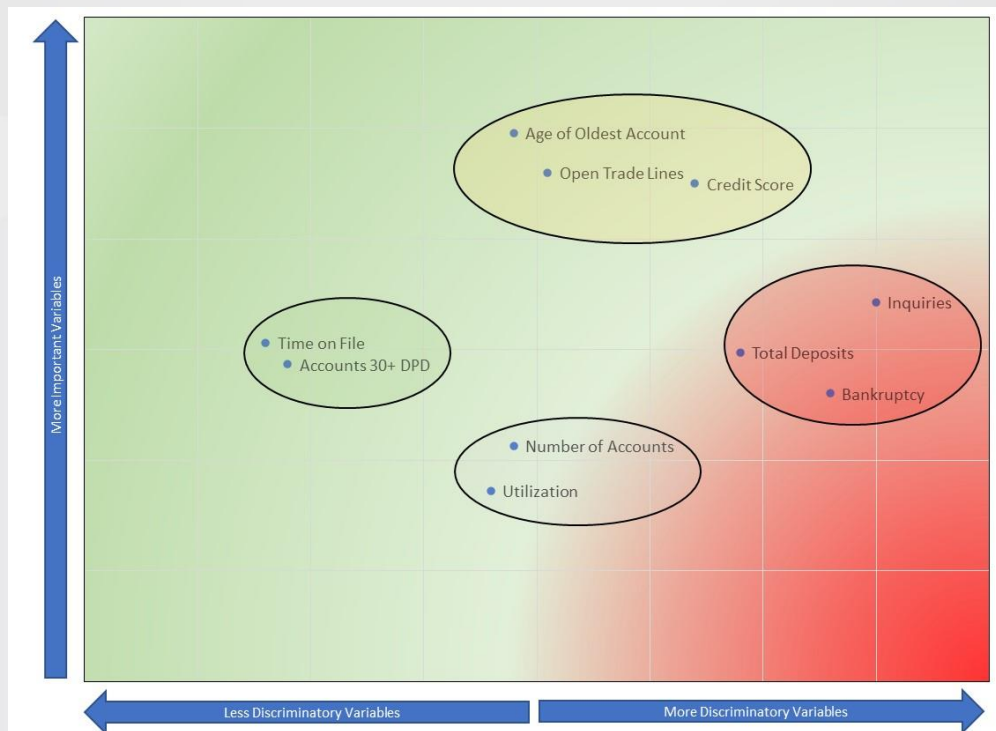 More Important Variables
Age of Oldest Account
Open Trade Lines
Credit Score
Inquiries
Time on File
Total Deposits
Accounts 30+ DPD
Bankruptcy
Number of Accounts
Utilization
Less Discriminatory Variables
More Discriminatory Variables